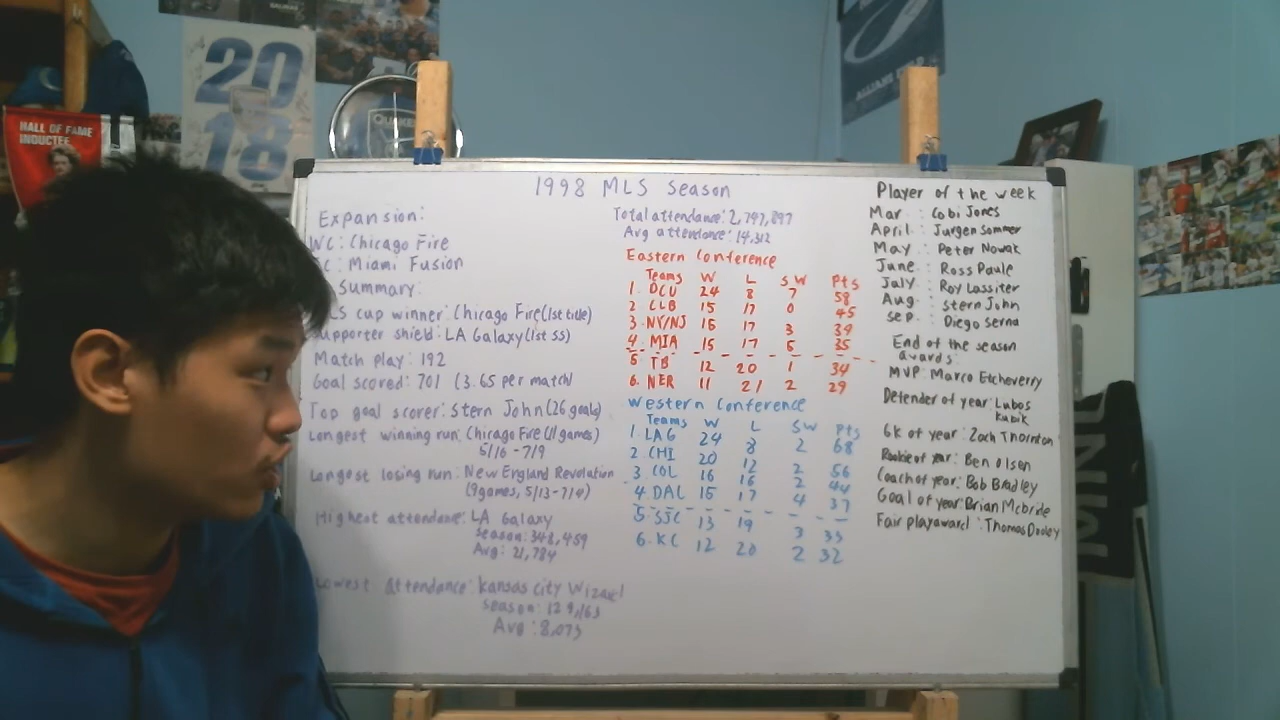 20
18
HALL OF FAME
INDUCTEE
1998 MLS Season
Expansion:
WC: Chicago Fire
C: Miami Fusion
Summary:
LS cup winner: Chicago Fire (1st title)
upporter shield: LA Galaxy (1st SS)
Match play: 192
Goal scored: 701 (3.65 per match)
Top goal scorer: Stern John (26 goals)
Longest winning run: Chicago Fire (11 games)
5/16 - 7/9
Longest losing run: New England Revolution
(9 games, 5/13-7/4)
Highest attendance: LA Galaxy
season: 348,459
Avg: 21,784
Lowest attendance: Kansas city Wizard
season: 129,163
Avg: 8,073
Total attendance: 2,747,897
Avg attendance: 14,312
Eastern Conference
Teams W L SW Pts
1. DCU 24 8 7 58
2 CLB 15 17 0 45
3. NY/NJ 15 17 3 39
4. MIA 15 17 5 35
5 TB 12 20 1 34
6. NER 11 21 2 29
Western Conference
Teams W L SW Pts
1. LAG 24 8 2 68
2 CHI 20 12 2 56
3 COL 16 16 2 44
4. DAL 15 17 4 37
5. SJC 13 19 3 33
6. KC 12 20 2 32
Player of the week
Mar : Cobi Jones
April : Jurgen Sommer
May : Peter Nowak
June : Ross Paule
July : Roy Lassiter
Aug : Stern John
Sep : Diego Serna
End of the season
awards
MVP: Marco Etcheverry
Defender of year: Lubos
Kubik
GK of year: Zach Thornton
Rookie of year: Ben Olsen
Coach of year: Bob Bradley
Goal of year: Brian Mcbride
Fair play award: Thomas Dooley